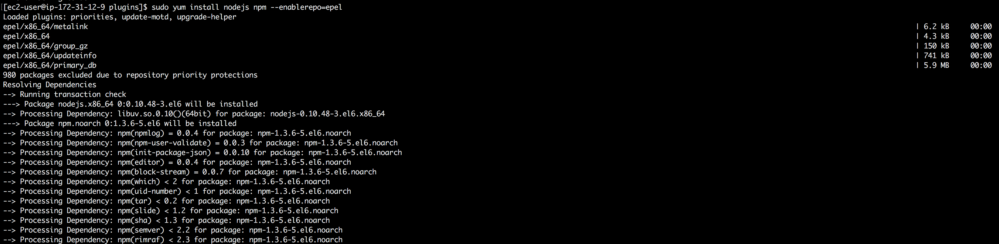 [[ec2-user@ip-172-31-12-9 plugins]$ sudo yum install nodejs npm --enablerepo=epel
Loaded plugins: priorities, update-motd, upgrade-helper
epel/x86_64/metalink | 6.2 kB 00:00
epel/x86_64 | 4.3 kB 00:00
epel/x86_64/group_gz | 150 kB 00:00
epel/x86_64/updateinfo | 741 kB 00:00
epel/x86_64/primary_db | 5.9 MB 00:00
980 packages excluded due to repository priority protections
Resolving Dependencies
--> Running transaction check
---> Package nodejs.x86_64 0:0.10.48-3.el6 will be installed
--> Processing Dependency: libuv.so.0.10()(64bit) for package: nodejs-0.10.48-3.el6.x86_64
---> Package npm.noarch 0:1.3.6-5.el6 will be installed
--> Processing Dependency: npm(npmlog) = 0.0.4 for package: npm-1.3.6-5.el6.noarch
--> Processing Dependency: npm(npm-user-validate) = 0.0.3 for package: npm-1.3.6-5.el6.noarch
--> Processing Dependency: npm(init-package-json) = 0.0.10 for package: npm-1.3.6-5.el6.noarch
--> Processing Dependency: npm(editor) = 0.0.4 for package: npm-1.3.6-5.el6.noarch
--> Processing Dependency: npm(block-stream) = 0.0.7 for package: npm-1.3.6-5.el6.noarch
--> Processing Dependency: npm(which) < 2 for package: npm-1.3.6-5.el6.noarch
--> Processing Dependency: npm(uid-number) < 1 for package: npm-1.3.6-5.el6.noarch
--> Processing Dependency: npm(tar) < 0.2 for package: npm-1.3.6-5.el6.noarch
--> Processing Dependency: npm(slide) < 1.2 for package: npm-1.3.6-5.el6.noarch
--> Processing Dependency: npm(sha) < 1.3 for package: npm-1.3.6-5.el6.noarch
--> Processing Dependency: npm(semver) < 2.2 for package: npm-1.3.6-5.el6.noarch
--> Processing Dependency: npm(rimraf) < 2.3 for package: npm-1.3.6-5.el6.noarch